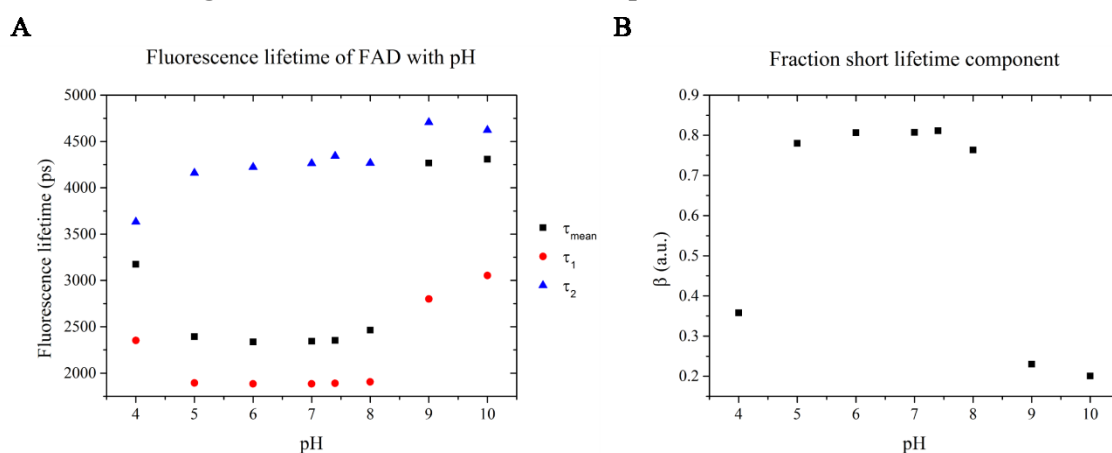 A
B
Fluorescence lifetime of FAD with pH
Fraction short lifetime component
5000
4500
4000
3500
3000
2500
2000
Fluorescence lifetime (ps)
4 5 6 7 8 9 10
pH
τmean
τ1
τ2
0.9
0.8
0.7
0.6
0.5
0.4
0.3
0.2
β (a.u.)
4 5 6 7 8 9 10
pH